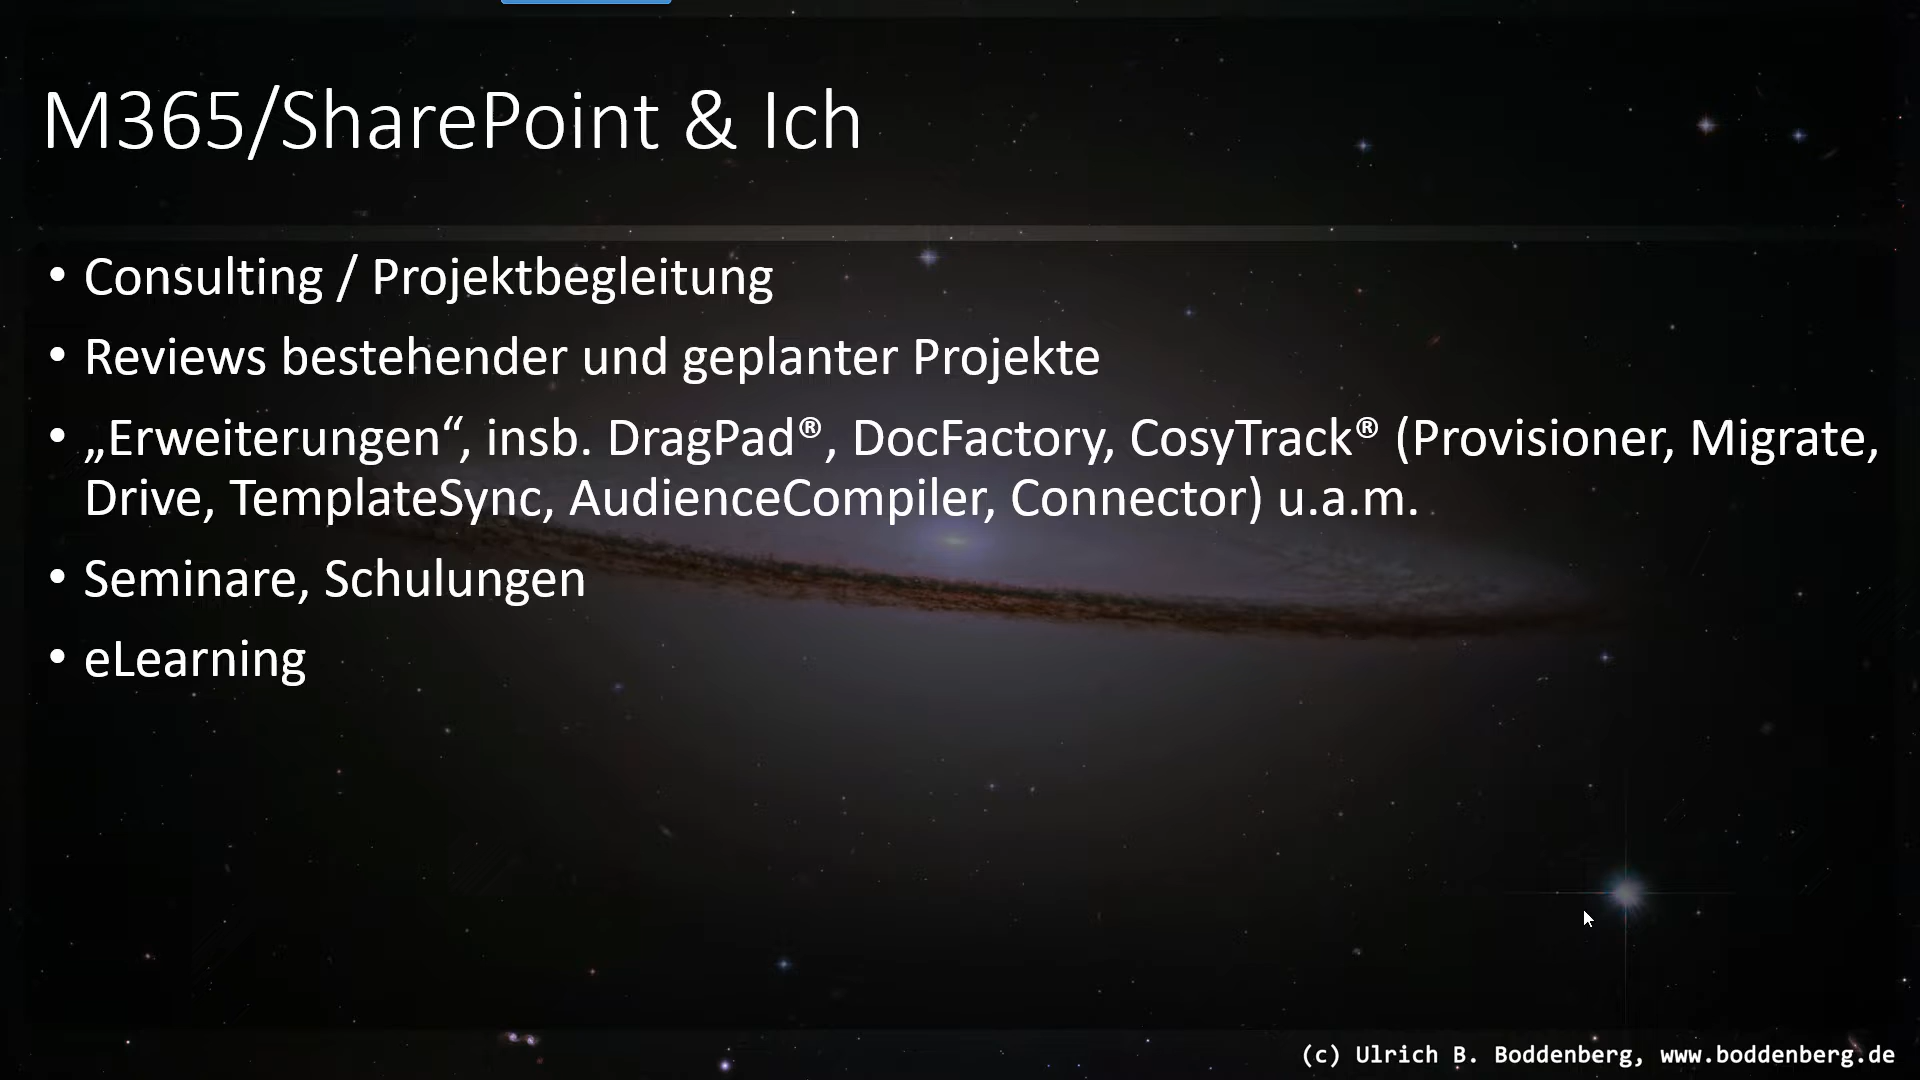 M365/SharePoint & Ich
• Consulting / Projektbegleitung
• Reviews bestehender und geplanter Projekte
• „Erweiterungen“, insb. DragPad®, DocFactory, CosyTrack® (Provisioner, Migrate,
Drive, TemplateSync, AudienceCompiler, Connector) u.a.m.
• Seminare, Schulungen
• eLearning
(c) Ulrich B. Boddenberg, www.boddenberg.de